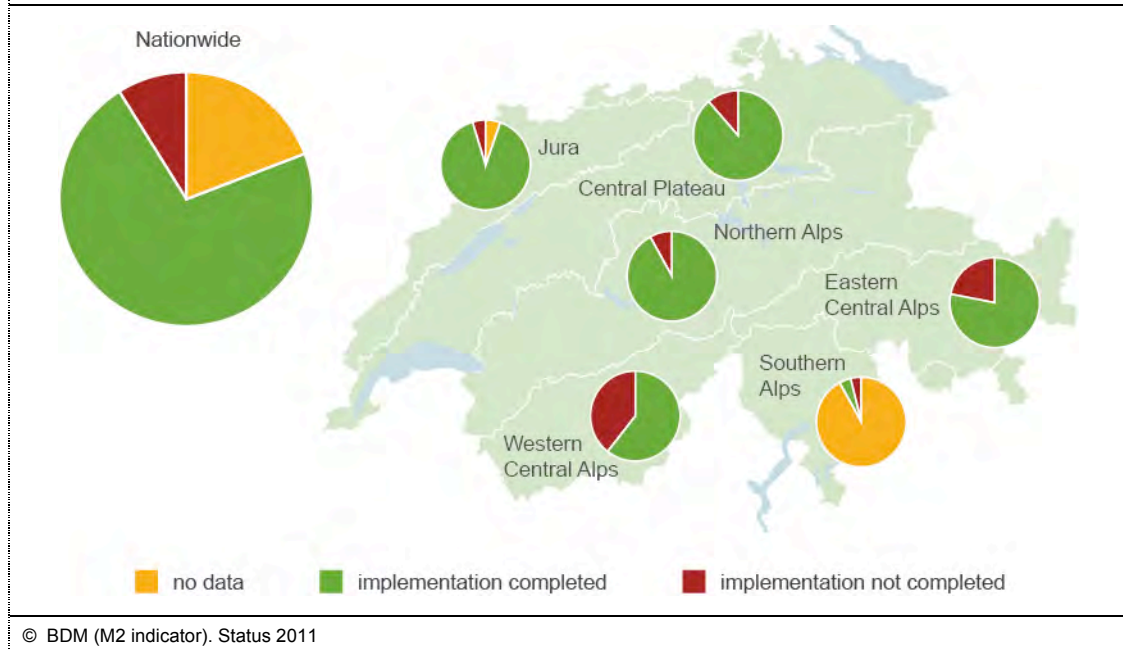 Nationwide
Jura
Central Plateau
Northern Alps
Eastern
Central Alps
Southern
Alps
Western
Central Alps
no data
implementation completed
implementation not completed
© BDM (M2 indicator). Status 2011